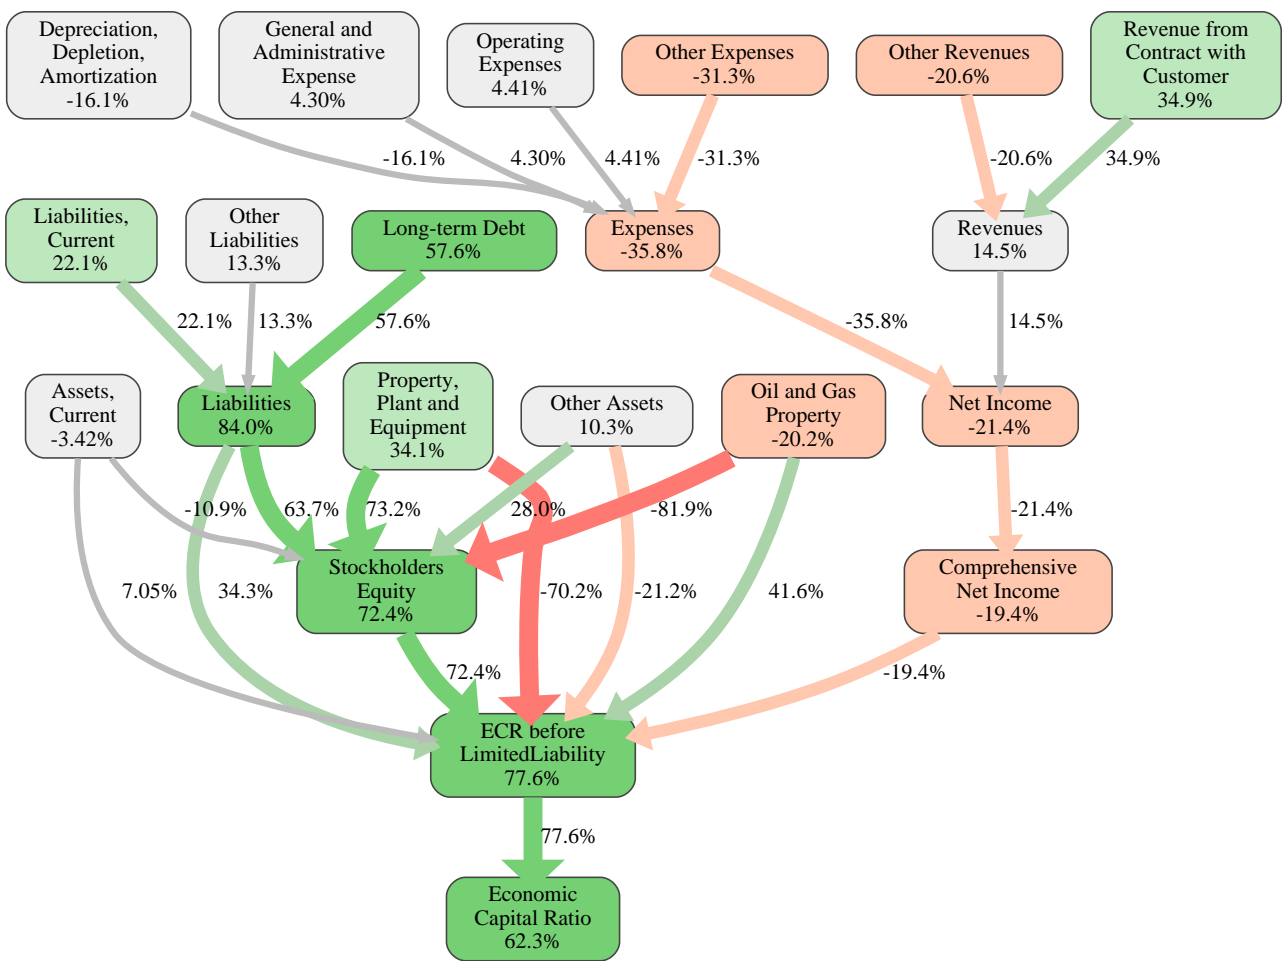 Depreciation,
Depletion,
Amortization
-16.1%
General and
Administrative
Expense
4.30%
Operating
Expenses
4.41%
Other Expenses
-31.3%
Other Revenues
-20.6%
Revenue from
Contract with
Customer
34.9%
-16.1%
4.30%
4.41%
-31.3%
-20.6%
34.9%
Liabilities,
Current
22.1%
Other
Liabilities
13.3%
Long-term Debt
57.6%
Expenses
-35.8%
Revenues
14.5%
22.1%
13.3%
57.6%
-35.8%
14.5%
Assets,
Current
-3.42%
Liabilities
84.0%
Property,
Plant and
Equipment
34.1%
Other Assets
10.3%
Oil and Gas
Property
-20.2%
Net Income
-21.4%
-10.9%
63.7%
73.2%
28.0%
-81.9%
-21.4%
Stockholders
Equity
72.4%
Comprehensive
Net Income
-19.4%
7.05%
34.3%
-70.2%
-21.2%
41.6%
72.4%
-19.4%
ECR before
LimitedLiability
77.6%
77.6%
Economic
Capital Ratio
62.3%